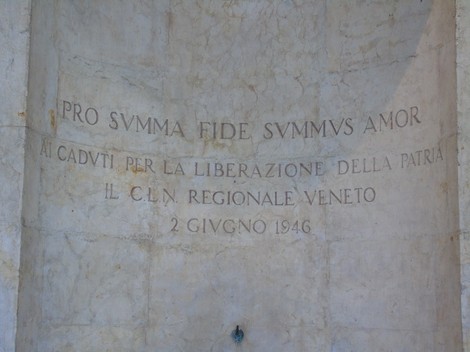 PRO SVMMA FIDE SVMMVS AMOR
AI CADVTI PER LA LIBERAZIONE DELLA PATRIA
IL C.L.N. REGIONALE VENETO
2 GIVGNO 1946